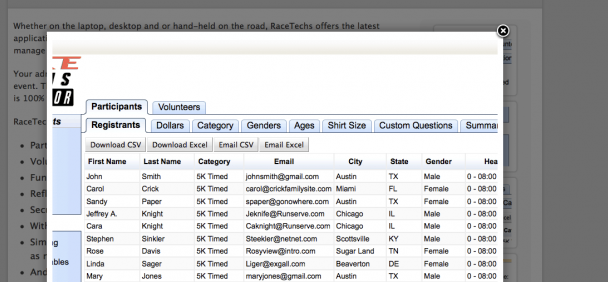 Whether on the laptop, desktop and or hand-held on the road, RaceTechs offers the latest
applicati
manage
Your adm
event. T
is 100%
RaceTec
Part
Volu
Fun
Refl
Sec
With
Sim
as r
And
Participants Volunteers
Registrants Dollars Category Genders Ages Shirt Size Custom Questions Summar
Download CSV Download Excel Email CSV Email Excel
First Name Last Name Category Email City State Gender Hea
John Smith 5K Timed johnsmith@gmail.com Austin TX Male 0 - 08:00
Carol Crick 5K Timed carol@crickfamilysite.com Miami FL Female 0 - 08:00
Sandy Paper 5K Timed spaper@gonowhere.com Austin TX Female 0 - 08:00
Jeffrey A. Knight 5K Timed Jeknife@Runserve.com Chicago IL Male 0 - 08:00
Cara Knight 5K Timed Caknight@Runserve.com Chicago IL Female 0 - 08:00
Stephen Sinkler 5K Timed Steekler@netnet.com Scottsville KY Male 0 - 08:00
Rose Davis 5K Timed Rosyview@intro.com Sugar Land TN Female 0 - 08:00
Linda Sager 5K Timed Liger@exgall.com Beaverton DE Female 0 - 08:00
Mary Jones 5K Timed maryjones@gmail.com Austin TX Male 0 - 08:00